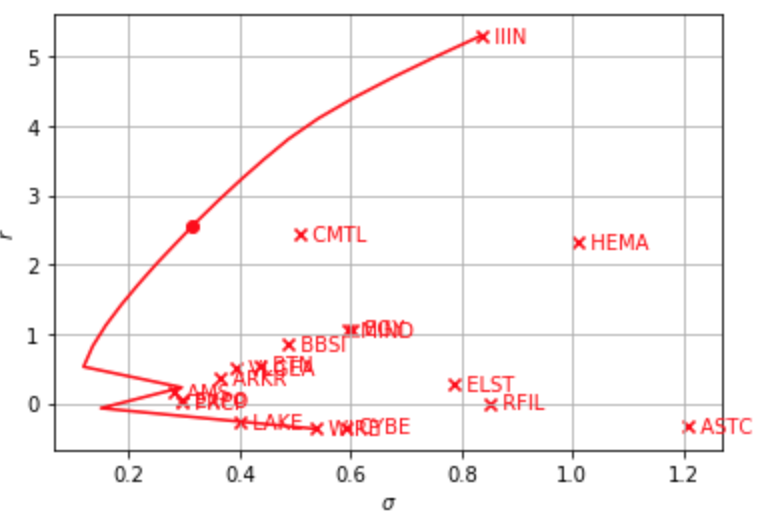 IIIN
5
4
CMTL
HEMA
3
2
r
MIND
1
BBSI
ARKR
ELST
RFIL
0
LAKE
CYBE
ASTC
0.2 0.4 0.6 0.8 1.0 1.2
σ